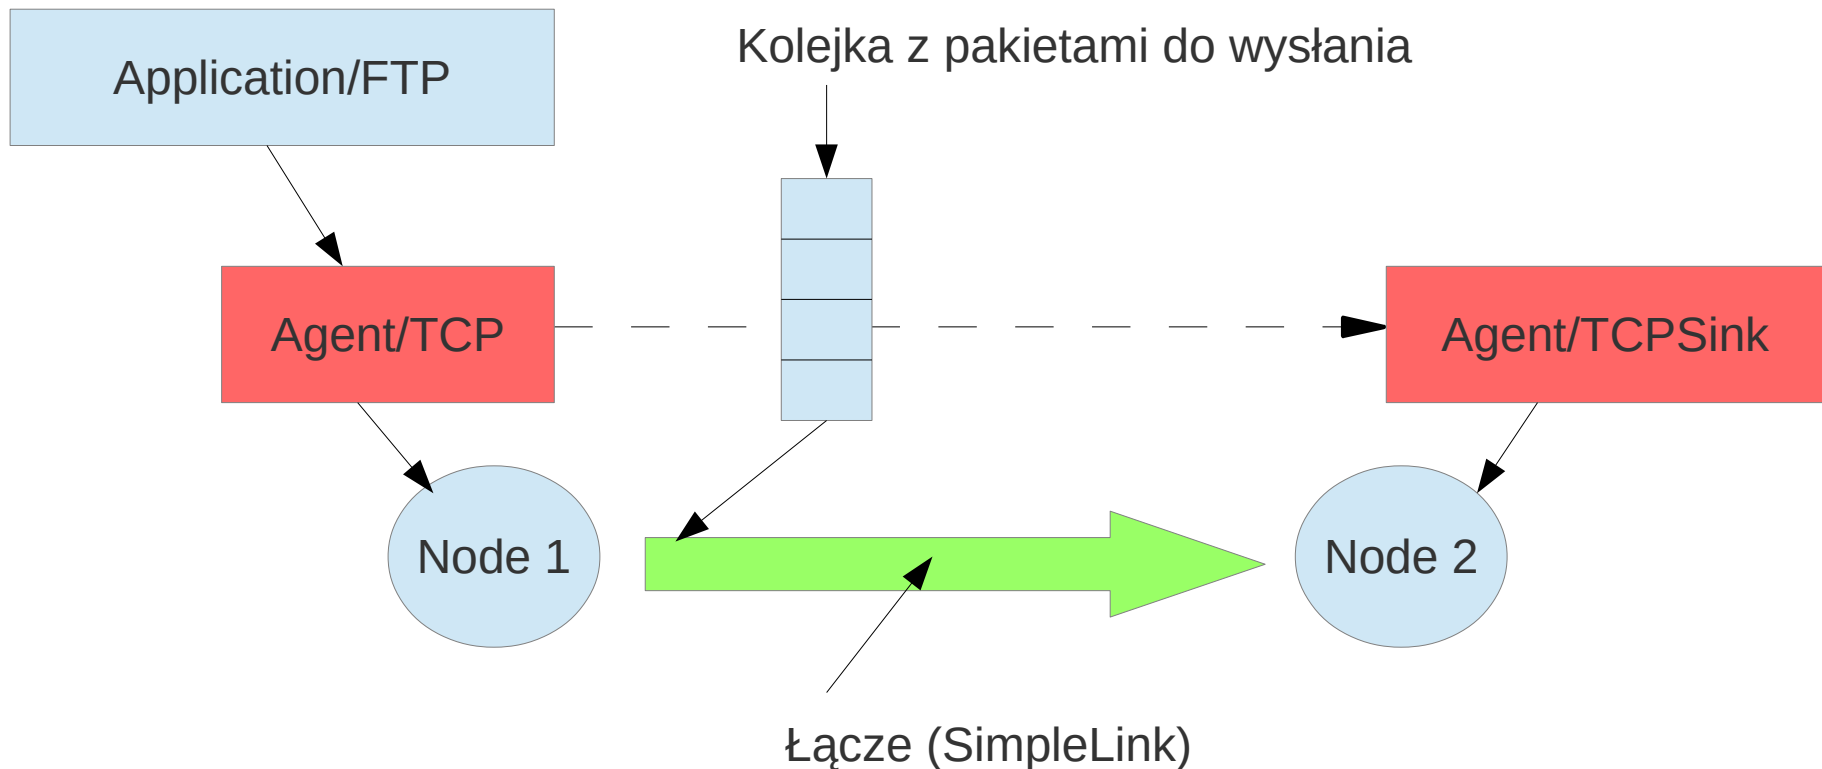 Application/FTP
Kolejka z pakietami do wysłania
Agent/TCP
Agent/TCPSink
Node 1
Node 2
Łącze (SimpleLink)